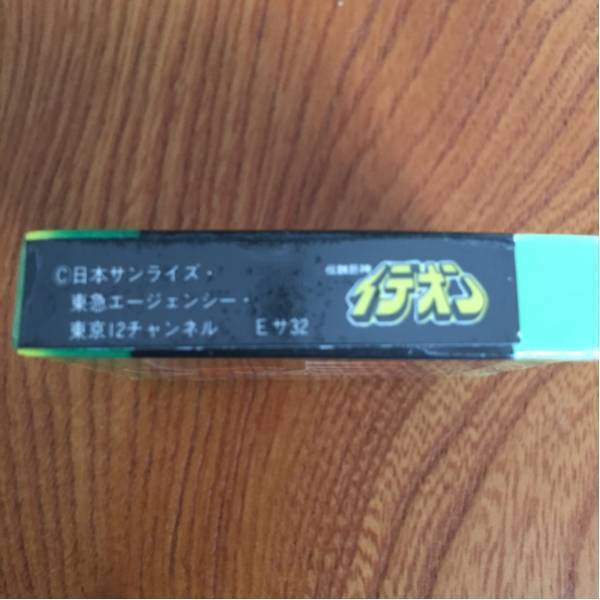 ©日本サンライズ・
東急エージェンシー・
東京12チャンネル Eサ32
伝説巨神
イデオン